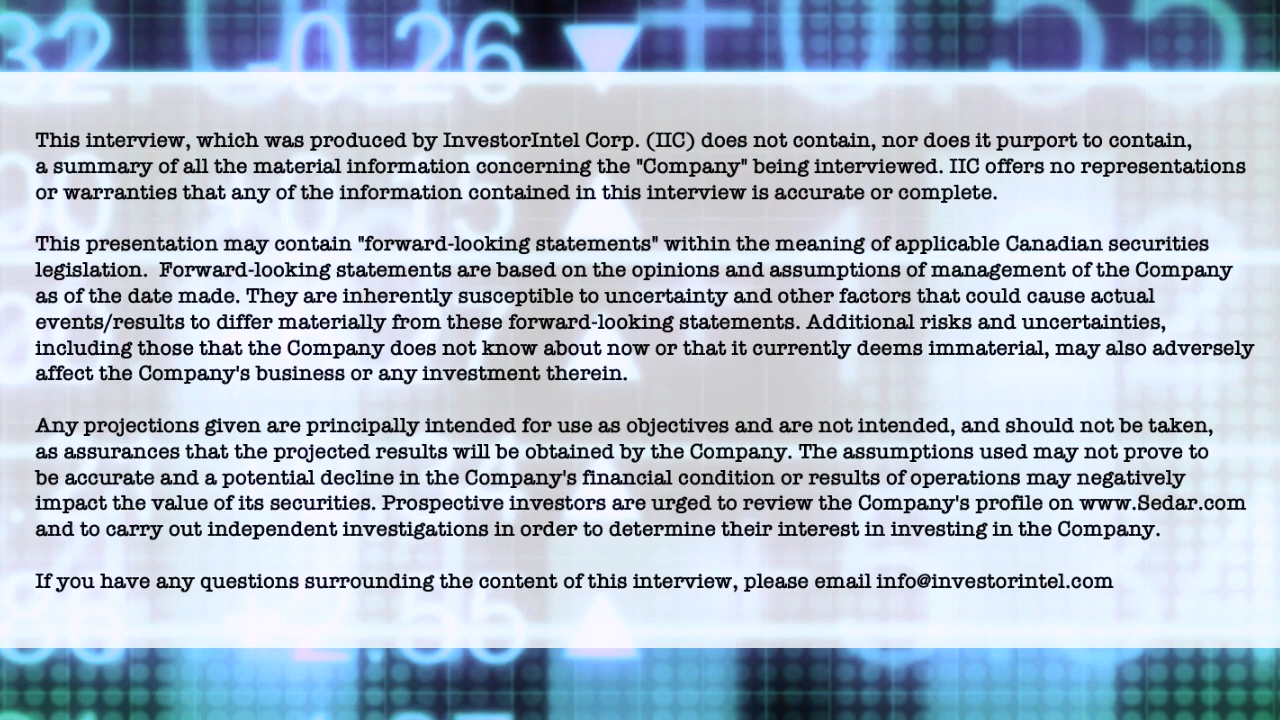 32 -0.26 ▼ +0.55
This interview, which was produced by InvestorIntel Corp. (IIC) does not contain, nor does it purport to contain,
a summary of all the material information concerning the "Company" being interviewed. IIC offers no representations
or warranties that any of the information contained in this interview is accurate or complete.
This presentation may contain "forward-looking statements" within the meaning of applicable Canadian securities
legislation.  Forward-looking statements are based on the opinions and assumptions of management of the Company
as of the date made. They are inherently susceptible to uncertainty and other factors that could cause actual
events/results to differ materially from these forward-looking statements. Additional risks and uncertainties,
including those that the Company does not know about now or that it currently deems immaterial, may also adversely
affect the Company's business or any investment therein.
Any projections given are principally intended for use as objectives and are not intended, and should not be taken,
as assurances that the projected results will be obtained by the Company. The assumptions used may not prove to
be accurate and a potential decline in the Company's financial condition or results of operations may negatively
impact the value of its securities. Prospective investors are urged to review the Company's profile on www.Sedar.com
and to carry out independent investigations in order to determine their interest in investing in the Company.
If you have any questions surrounding the content of this interview, please email info@investorintel.com